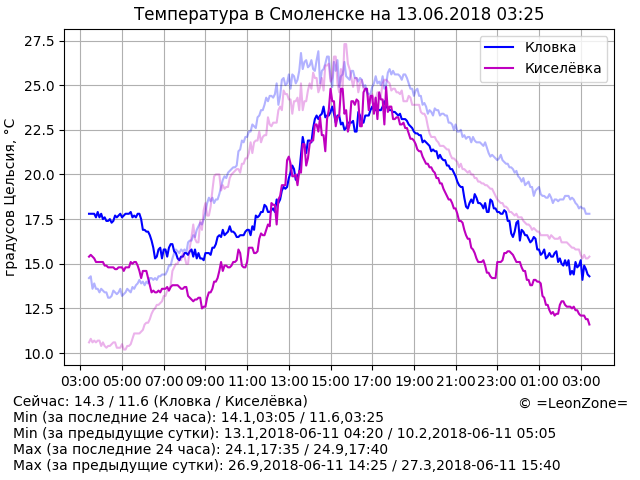 Температура в Смоленске на 13.06.2018 03:25
27.5
25.0
22.5
20.0
17.5
15.0
12.5
10.0
градусов Цельсия, °C
Кловка
Киселёвка
03:00 05:00 07:00 09:00 11:00 13:00 15:00 17:00 19:00 21:00 23:00 01:00 03:00
Сейчас: 14.3 / 11.6 (Кловка / Киселёвка)
© =LeonZone=
Min (за последние 24 часа): 14.1,03:05 / 11.6,03:25
Min (за предыдущие сутки): 13.1,2018-06-11 04:20 / 10.2,2018-06-11 05:05
Max (за последние 24 часа): 24.1,17:35 / 24.9,17:40
Max (за предыдущие сутки): 26.9,2018-06-11 14:25 / 27.3,2018-06-11 15:40